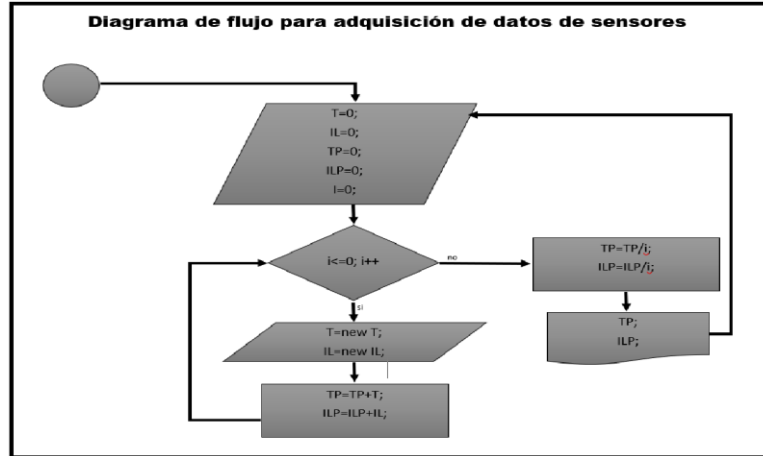 Diagrama de flujo para adquisición de datos de sensores
T=0;
IL=0;
TP=0;
ILP=0;
I=0;
i<=0; i++
no
si
T=new T;
IL=new IL;
TP=TP+T;
ILP=ILP+IL;
TP=TP/i;
ILP=ILP/i;
TP;
ILP;